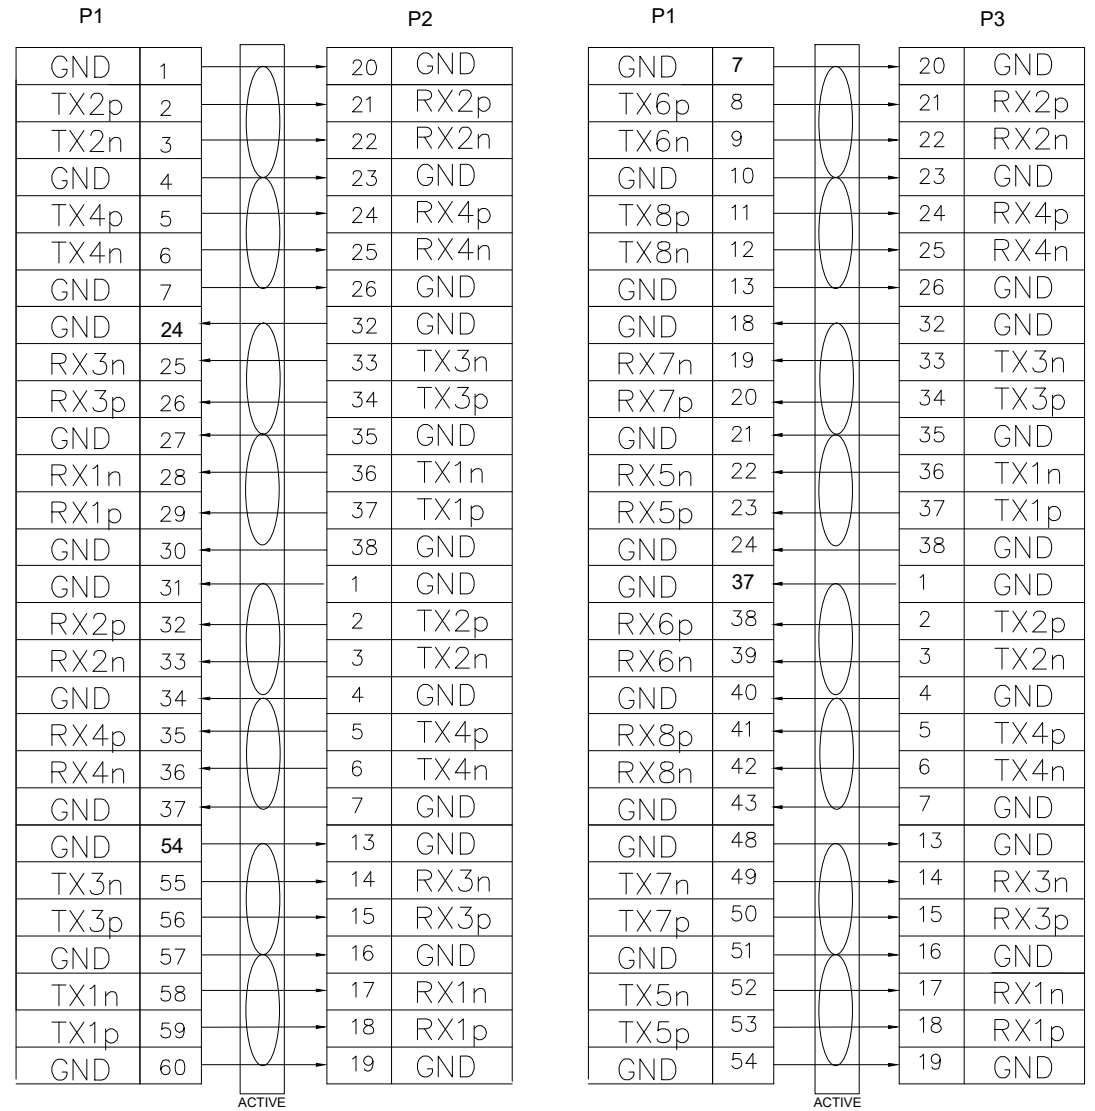 P1 P2 P1 P3
GND 1 20 GND GND 7 20 GND
TX2p 2 21 RX2p TX6p 8 21 RX2p
TX2n 3 22 RX2n TX6n 9 22 RX2n
GND 4 23 GND GND 10 23 GND
TX4p 5 24 RX4p TX8p 11 24 RX4p
TX4n 6 25 RX4n TX8n 12 25 RX4n
GND 7 26 GND GND 13 26 GND
GND 24 32 GND GND 18 32 GND
RX3n 25 33 TX3n RX7n 19 33 TX3n
RX3p 26 34 TX3p RX7p 20 34 TX3p
GND 27 35 GND GND 21 35 GND
RX1n 28 36 TX1n RX5n 22 36 TX1n
RX1p 29 37 TX1p RX5p 23 37 TX1p
GND 30 38 GND GND 24 38 GND
GND 31 1 GND GND 37 1 GND
RX2p 32 2 TX2p RX6p 38 2 TX2p
RX2n 33 3 TX2n RX6n 39 3 TX2n
GND 34 4 GND GND 40 4 GND
RX4p 35 5 TX4p RX8p 41 5 TX4p
RX4n 36 6 TX4n RX8n 42 6 TX4n
GND 37 7 GND GND 43 7 GND
GND 54 13 GND GND 48 13 GND
TX3n 55 14 RX3n TX7n 49 14 RX3n
TX3p 56 15 RX3p TX7p 50 15 RX3p
GND 57 16 GND GND 51 16 GND
TX1n 58 17 RX1n TX5n 52 17 RX1n
TX1p 59 18 RX1p TX5p 53 18 RX1p
GND 60 19 GND GND 54 19 GND
ACTIVE ACTIVE